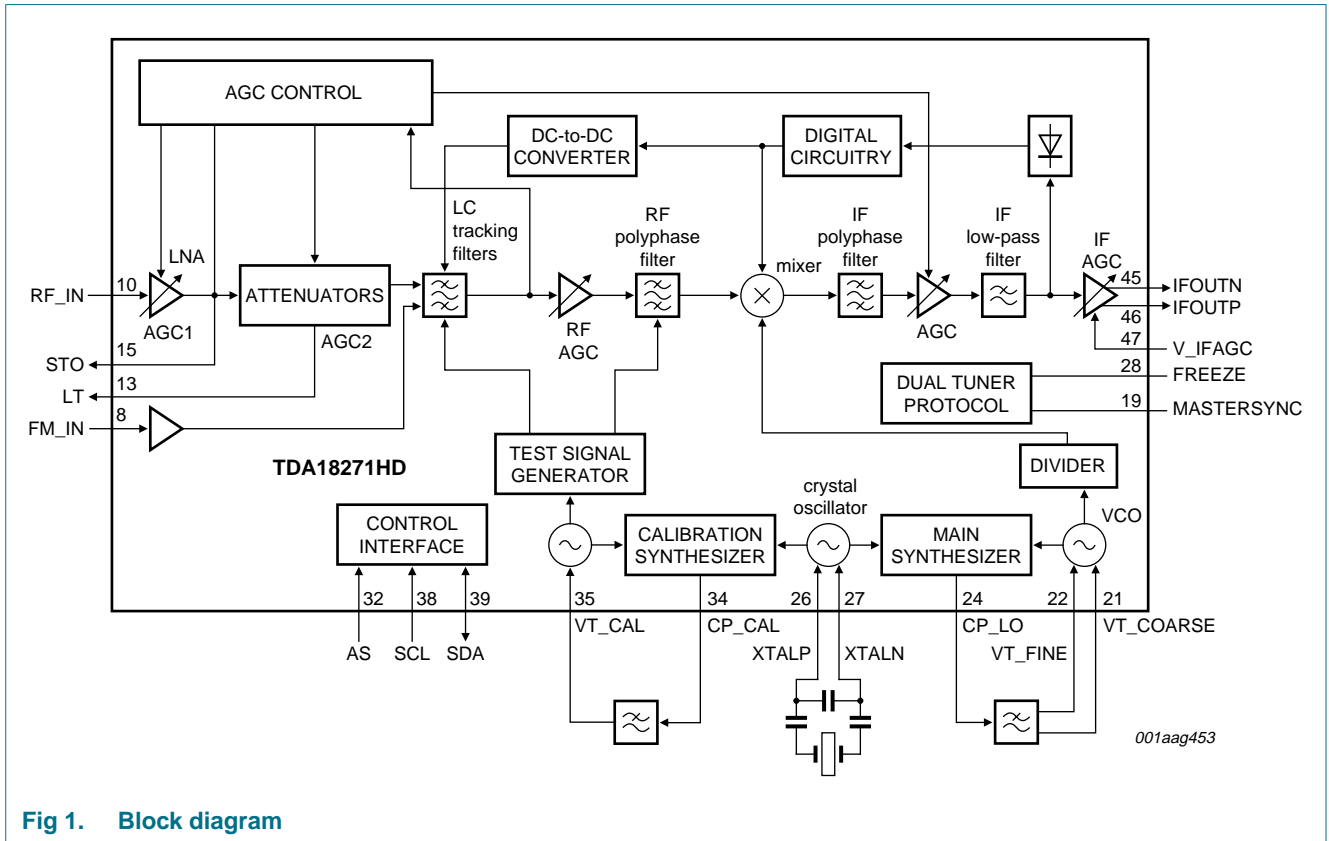 AGC CONTROL
DC-to-DC
CONVERTER
DIGITAL
CIRCUITRY
LC
tracking
filters
RF
polyphase
filter
IF
polyphase
filter
IF
low-pass
filter
IF
AGC
LNA
mixer
RF_IN
10
ATTENUATORS
45
IFOUTN
IFOUTP
46
AGC1
AGC2
RF
AGC
AGC
47
V_IFAGC
STO
15
28
FREEZE
LT
13
DUAL TUNER
PROTOCOL
19
MASTERSYNC
FM_IN
8
TDA18271HD
TEST SIGNAL
GENERATOR
DIVIDER
crystal
oscillator
VCO
CONTROL
INTERFACE
CALIBRATION
SYNTHESIZER
MAIN
SYNTHESIZER
32
38
39
35
34
26
27
24
22
21
VT_CAL
CP_CAL
CP_LO
VT_COARSE
AS
SCL
SDA
XTALP
XTALN
VT_FINE
001aag453
Fig 1. Block diagram